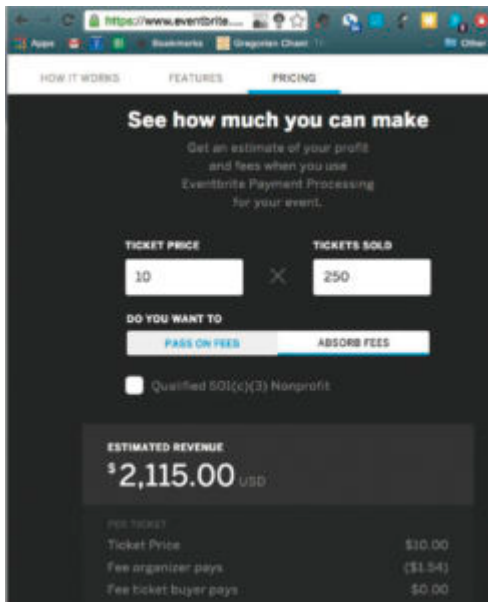 https://www.eventbrite....
Apps
Bookmarks
Gregorian Chant
Other
HOW IT WORKS
FEATURES
PRICING
See how much you can make
Get an estimate of your profit
and fees when you use
Eventbrite Payment Processing
for your event.
TICKET PRICE
TICKETS SOLD
10
×
250
DO YOU WANT TO
PASS ON FEES
ABSORB FEES
Qualified 501(c)(3) Nonprofit
ESTIMATED REVENUE
$2,115.00 USD
PER TICKET
Ticket Price $10.00
Fee organizer pays ($1.54)
Fee ticket buyer pays $0.00